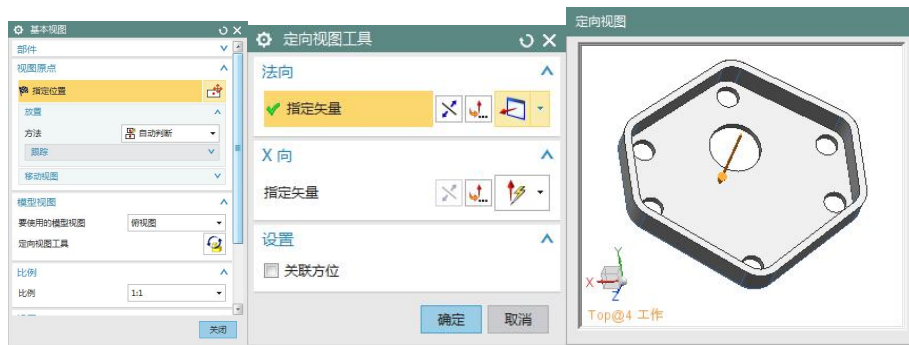 基本视图
部件
视图原点
指定位置
放置
方法
自动判断
跟踪
移动视图
模型视图
要使用的模型视图
俯视图
定向视图工具
比例
比例
1:1
关闭
定向视图工具
法向
指定矢量
X 向
指定矢量
设置
关联方位
确定
取消
定向视图
Y
X
Z
Top@4 工作